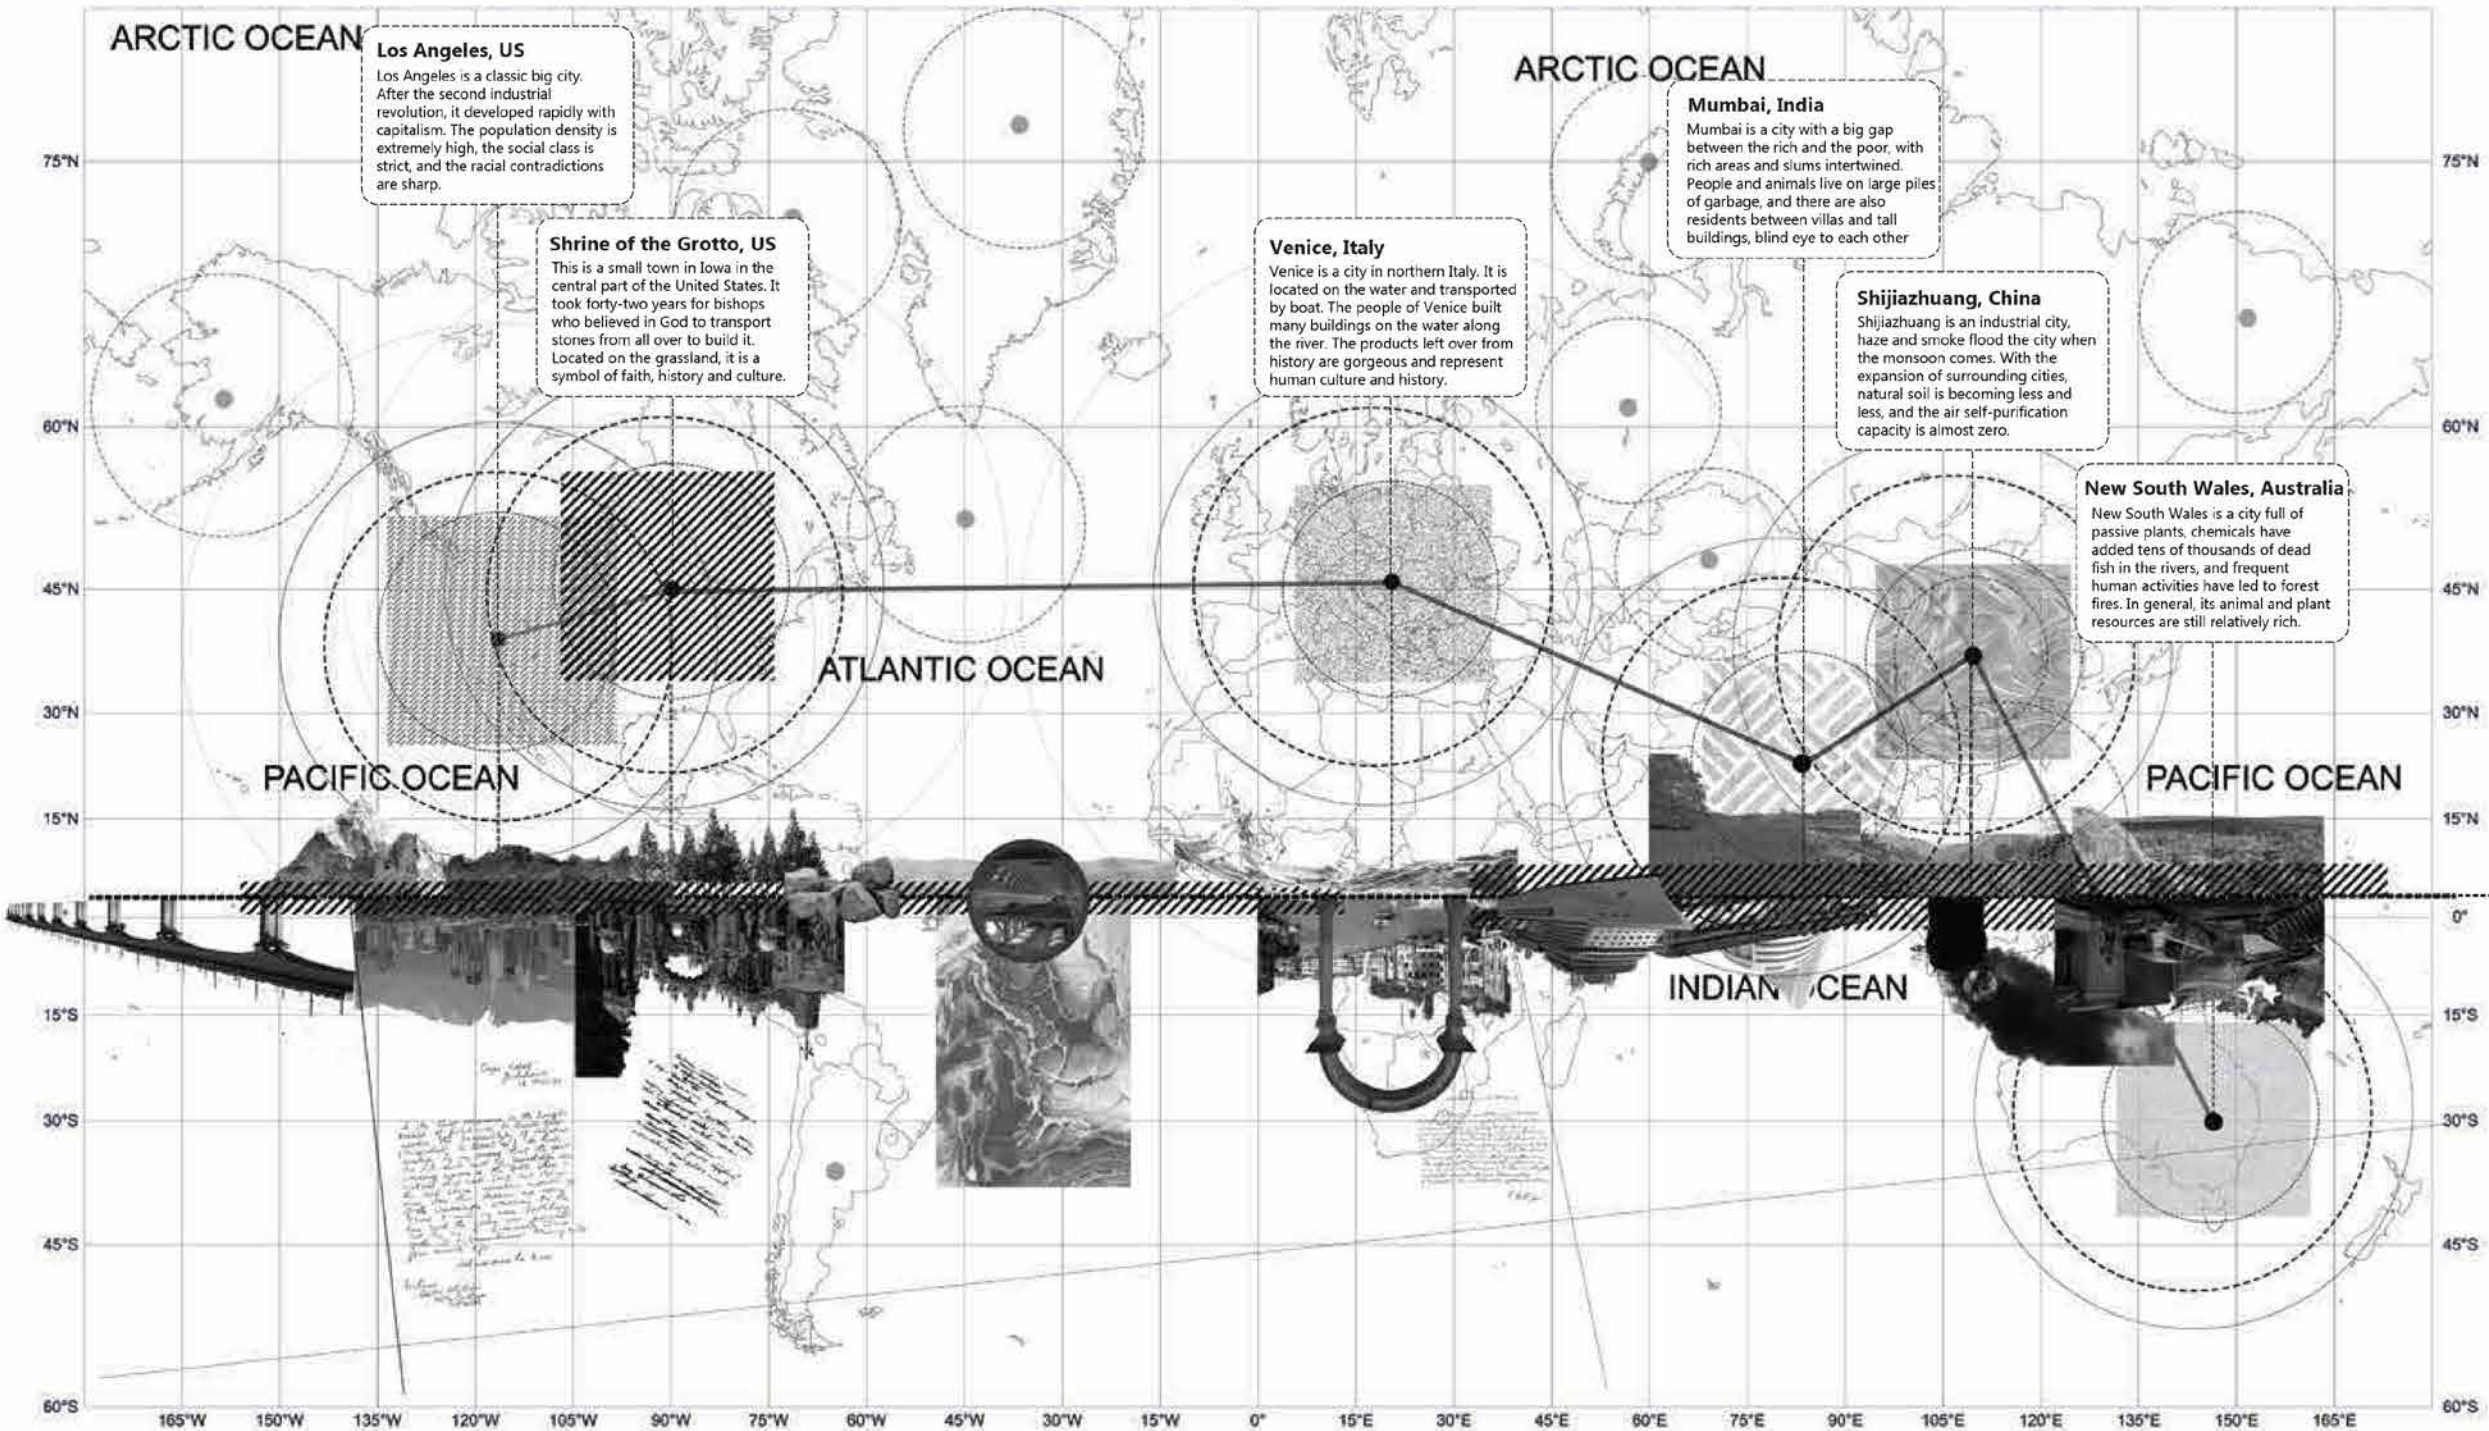 ARCTIC OCEAN
Los Angeles, US
Los Angeles is a classic big city.
After the second industrial
revolution, it developed rapidly with
capitalism. The population density is
extremely high, the social class is
strict, and the racial contradictions
are sharp.
Shrine of the Grotto, US
This is a small town in Iowa in the
central part of the United States. It
took forty-two years for bishops
who believed in God to transport
stones from all over to build it.
Located on the grassland, it is a
symbol of faith, history and culture.
Venice, Italy
Venice is a city in northern Italy. It is
located on the water and transported
by boat. The people of Venice built
many buildings on the water along
the river. The products left over from
history are gorgeous and represent
human culture and history.
ARCTIC OCEAN
Mumbai, India
Mumbai is a city with a big gap
between the rich and the poor, with
rich areas and slums intertwined.
People and animals live on large piles
of garbage, and there are also
residents between villas and tall
buildings, blind eye to each other
Shijiazhuang, China
Shijiazhuang is an industrial city,
haze and smoke flood the city when
the monsoon comes. With the
expansion of surrounding cities,
natural soil is becoming less and
less, and the air self-purification
capacity is almost zero.
New South Wales, Australia
New South Wales is a city full of
passive plants, chemicals have
added tens of thousands of dead
fish in the rivers, and frequent
human activities have led to forest
fires. In general, its animal and plant
resources are still relatively rich.
ATLANTIC OCEAN
PACIFIC OCEAN
PACIFIC OCEAN
INDIAN CEAN
75°N
60°N
45°N
30°N
15°N
15°S
30°S
45°S
60°S
75°N
60°N
45°N
30°N
15°N
0°
15°S
30°S
45°S
60°S
165°W 150°W 135°W 120°W 105°W 90°W 75°W 60°W 45°W 30°W 15°W 0° 15°E 30°E 45°E 60°E 75°E 90°E 105°E 120°E 135°E 150°E 165°E